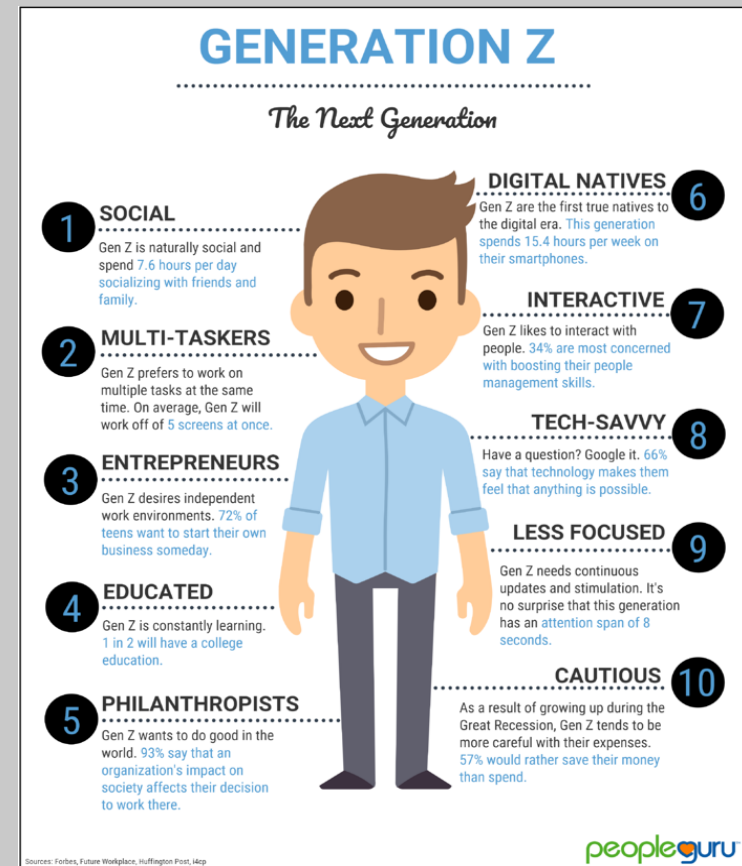 GENERATION Z
The Next Generation
1
SOCIAL
Gen Z is naturally social and
spend 7.6 hours per day
socializing with friends and
family.
2
MULTI-TASKERS
Gen Z prefers to work on
multiple tasks at the same
time. On average, Gen Z will
work off of 5 screens at once.
3
ENTREPRENEURS
Gen Z desires independent
work environments. 72% of
teens want to start their own
business someday.
4
EDUCATED
Gen Z is constantly learning.
1 in 2 will have a college
education.
5
PHILANTHROPISTS
Gen Z wants to do good in the
world. 93% say that an
organization's impact on
society affects their decision
to work there.
DIGITAL NATIVES
6
Gen Z are the first true natives to
the digital era. This generation
spends 15.4 hours per week on
their smartphones.
INTERACTIVE
7
Gen Z likes to interact with
people. 34% are most concerned
with boosting their people
management skills.
TECH-SAVVY
8
Have a question? Google it. 66%
say that technology makes them
feel that anything is possible.
LESS FOCUSED
9
Gen Z needs continuous
updates and stimulation. It's
no surprise that this generation
has an attention span of 8
seconds.
CAUTIOUS
10
As a result of growing up during the
Great Recession, Gen Z tends to be
more careful with their expenses.
57% would rather save their money
than spend.
Sources: Forbes, Future Workplace, Huffington Post, i4cp
peopleguru